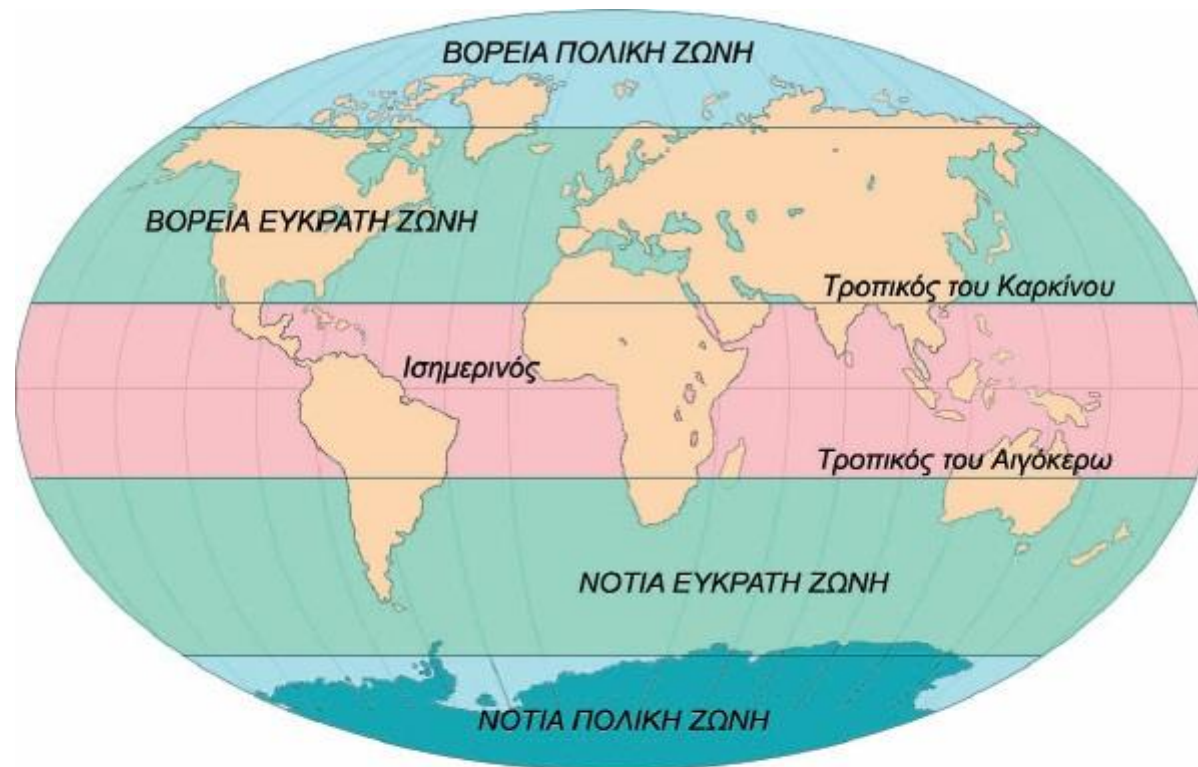 ΒΟΡΕΙΑ ΠΟΛΙΚΗ ΖΩΝΗ
ΒΟΡΕΙΑ ΕΥΚΡΑΤΗ ΖΩΝΗ
Τροπικός του Καρκίνου
Ισημερινός
Τροπικός του Αιγόκερω
ΝΟΤΙΑ ΕΥΚΡΑΤΗ ΖΩΝΗ
ΝΟΤΙΑ ΠΟΛΙΚΗ ΖΩΝΗ